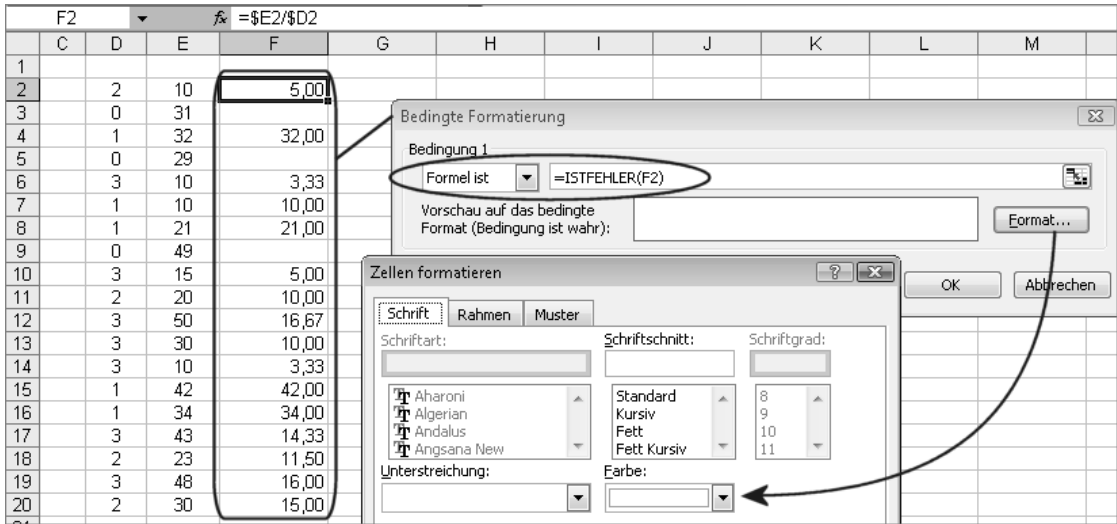 F2 fx =$E2/$D2
C D E F G H I J K L M
1
2 2 10 5,00
3 0 31
4 1 32 32,00
5 0 29
6 3 10 3,33
7 1 10 10,00
8 1 21 21,00
9 0 49
10 3 15 5,00
11 2 20 10,00
12 3 50 16,67
13 3 30 10,00
14 3 10 3,33
15 1 42 42,00
16 1 34 34,00
17 3 43 14,33
18 2 23 11,50
19 3 48 16,00
20 2 30 15,00
Bedingte Formatierung
Bedingung 1
Formel ist =ISTFEHLER(F2)
Vorschau auf das bedingte
Format (Bedingung ist wahr):
Format...
OK Abbrechen
Zellen formatieren
Schrift Rahmen Muster
Schriftart: Schriftschnitt: Schriftgrad:
Aharoni Standard 8
Algerian Kursiv 9
Andalus Fett 10
Angsana New Fett Kursiv 11
Unterstreichung: Farbe: